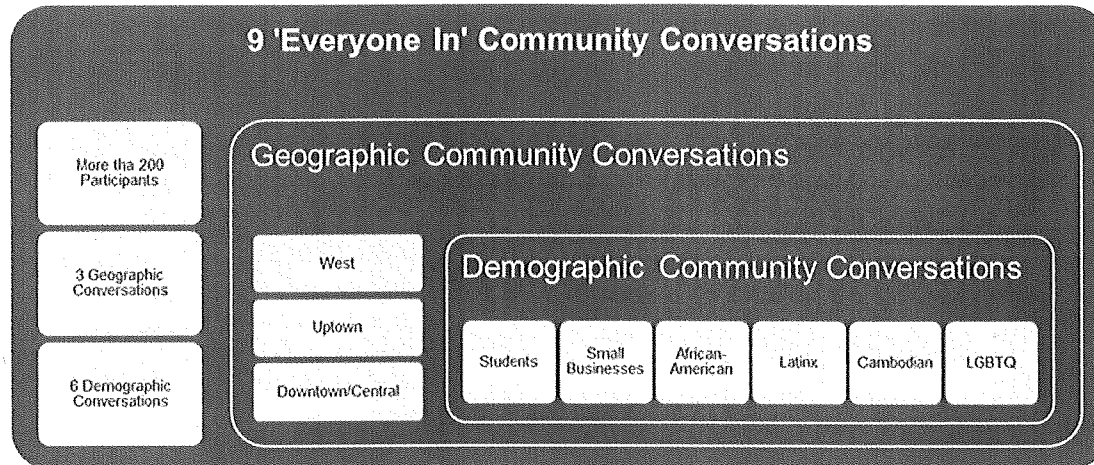 9 'Everyone In' Community Conversations
More tha 200
Participants
3 Geographic
Conversations
6 Demographic
Conversations
Geographic Community Conversations
West
Uptown
Downtown/Central
Demographic Community Conversations
Students
Small
Businesses
African-
American
Latinx
Cambodian
LGBTQ